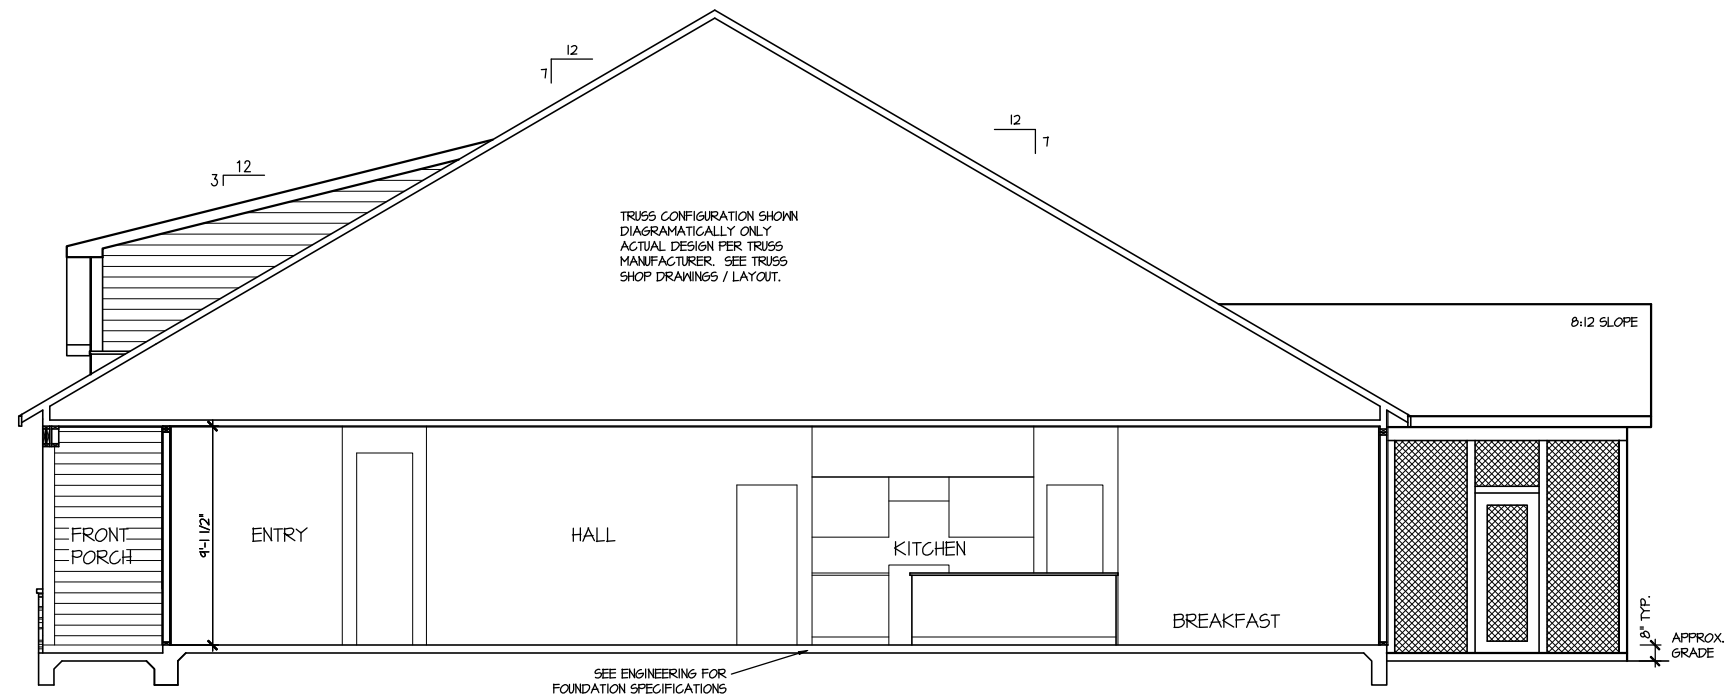 12
7
12
7
12
3
TRUSS CONFIGURATION SHOWN
DIAGRAMATICALLY ONLY
ACTUAL DESIGN PER TRUSS
MANUFACTURER. SEE TRUSS
SHOP DRAWINGS / LAYOUT.
8:12 SLOPE
FRONT
PORCH
9'-1 1/2"
ENTRY
HALL
KITCHEN
BREAKFAST
8" TYP.
APPROX.
GRADE
SEE ENGINEERING FOR
FOUNDATION SPECIFICATIONS